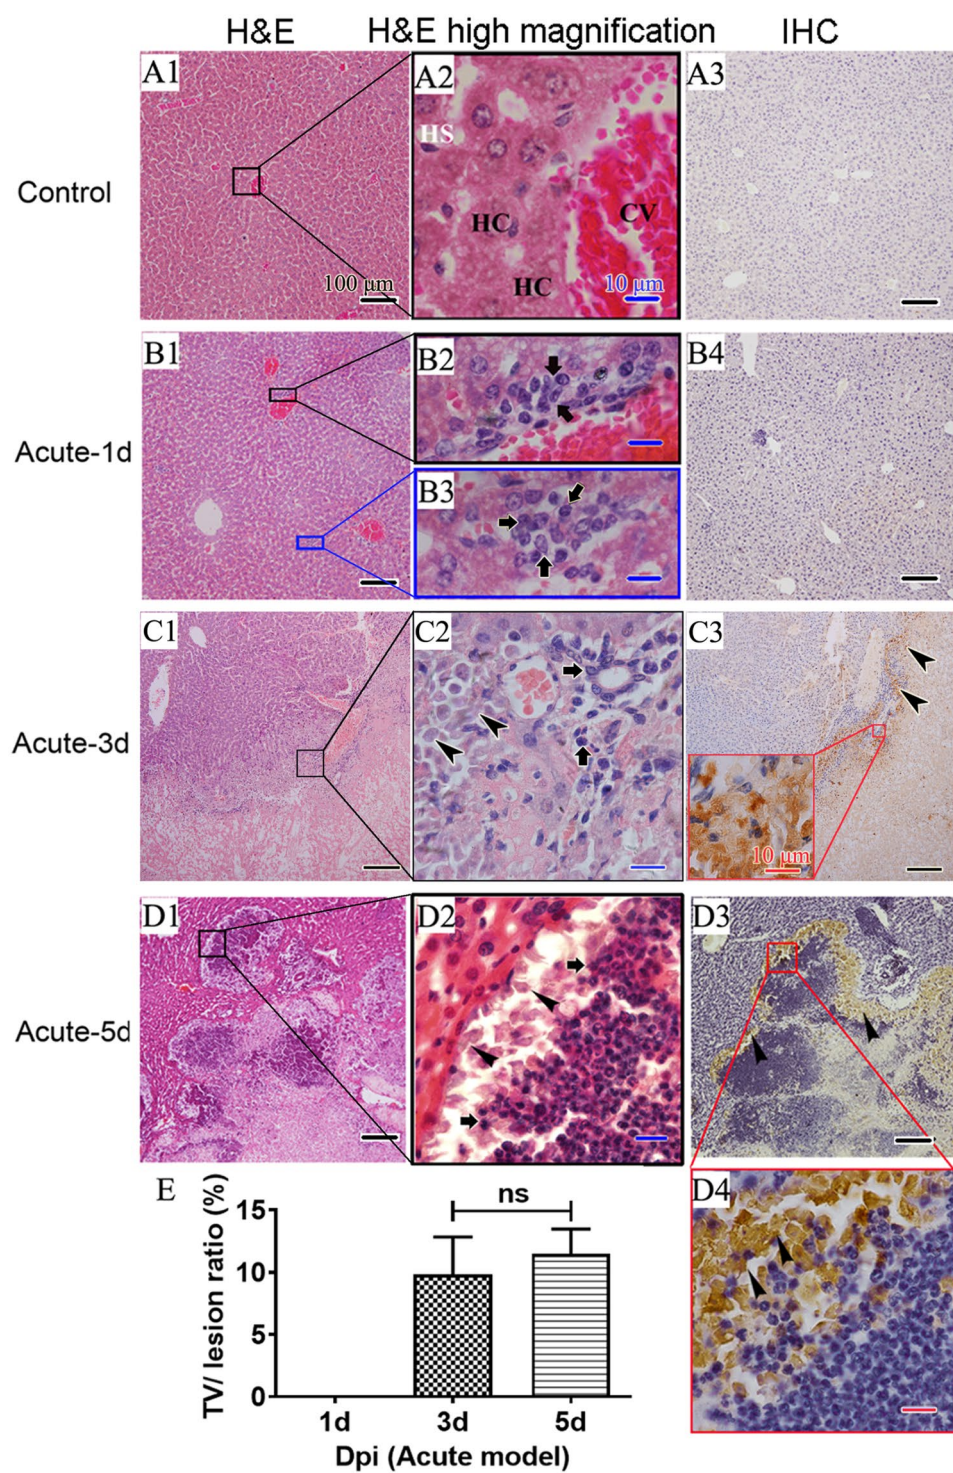 H&E H&E high magnification IHC
Control
A1 A2 A3
HS
HC
CV
HC
100 μm
10 μm
Acute-1d
B1 B2 B4
B3
Acute-3d
C1 C2 C3
10 μm
Acute-5d
D1 D2 D3
D4
E
ns
TV/ lesion ratio (%)
15
10
5
0
1d 3d 5d
Dpi (Acute model)